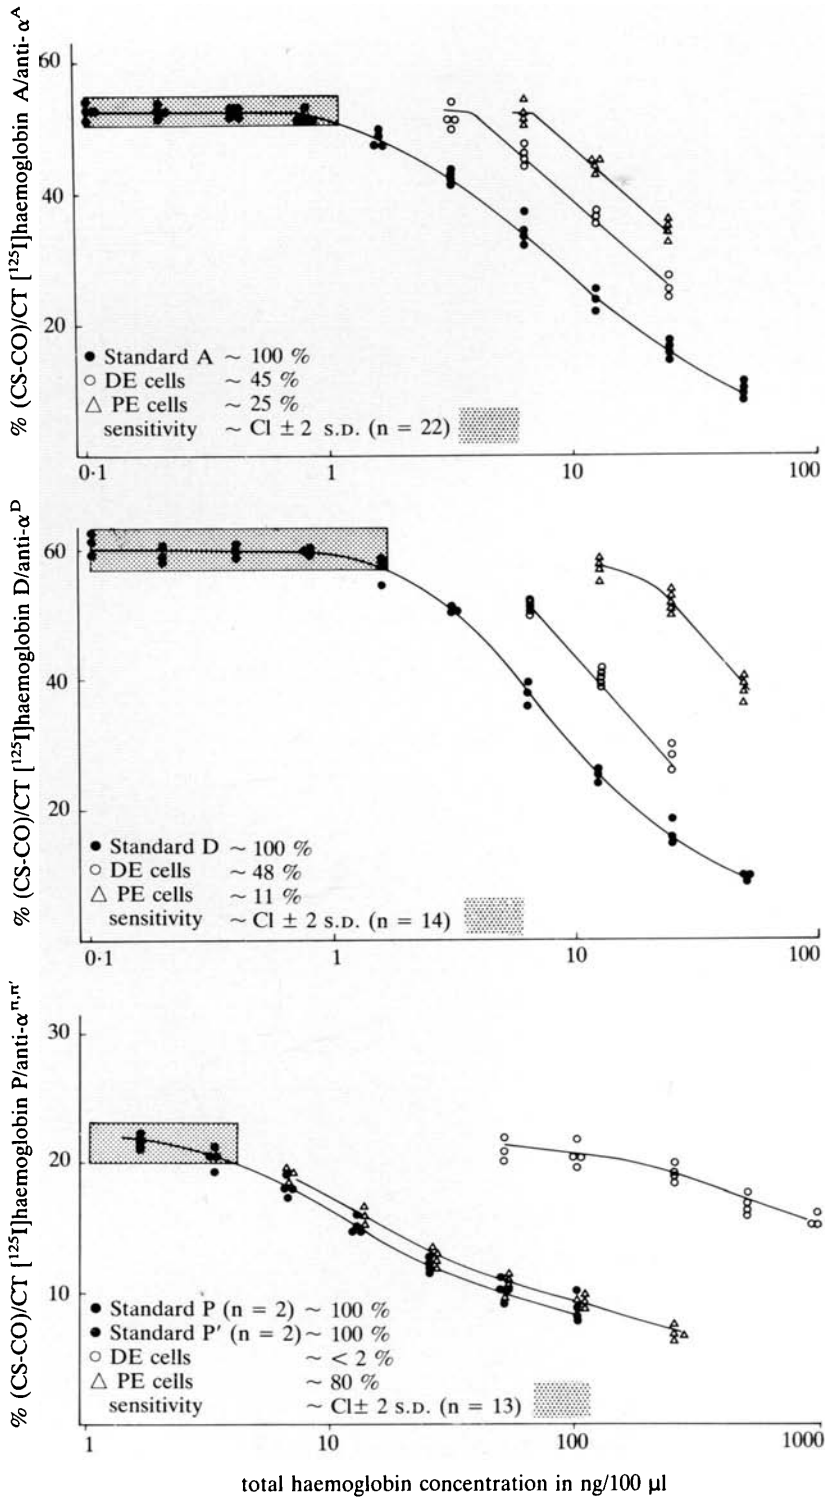 % (CS-CO)/CT [¹²⁵I]haemoglobin A/anti-αᴬ
60
40
20
● Standard A ~ 100 %
○ DE cells ~ 45 %
△ PE cells ~ 25 %
sensitivity ~ Cl ± 2 S.D. (n = 22)
0·1 1 10 100
% (CS-CO)/CT [¹²⁵I]haemoglobin D/anti-αᴰ
60
40
20
● Standard D ~ 100 %
○ DE cells ~ 48 %
△ PE cells ~ 11 %
sensitivity ~ Cl ± 2 S.D. (n = 14)
0·1 1 10 100
% (CS-CO)/CT [¹²⁵I]haemoglobin P/anti-απ,π′
30
20
10
● Standard P (n = 2) ~ 100 %
● Standard P′ (n = 2) ~ 100 %
○ DE cells ~ < 2 %
△ PE cells ~ 80 %
sensitivity ~ Cl± 2 S.D. (n = 13)
1 10 100 1000
total haemoglobin concentration in ng/100 μl